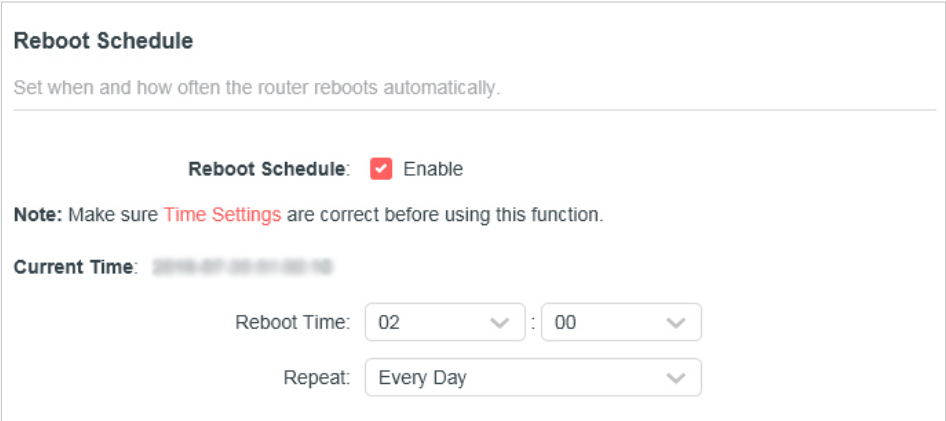 Reboot Schedule
Set when and how often the router reboots automatically.
Reboot Schedule: Enable
Note: Make sure Time Settings are correct before using this function.
Current Time:
Reboot Time: 02 : 00
Repeat: Every Day